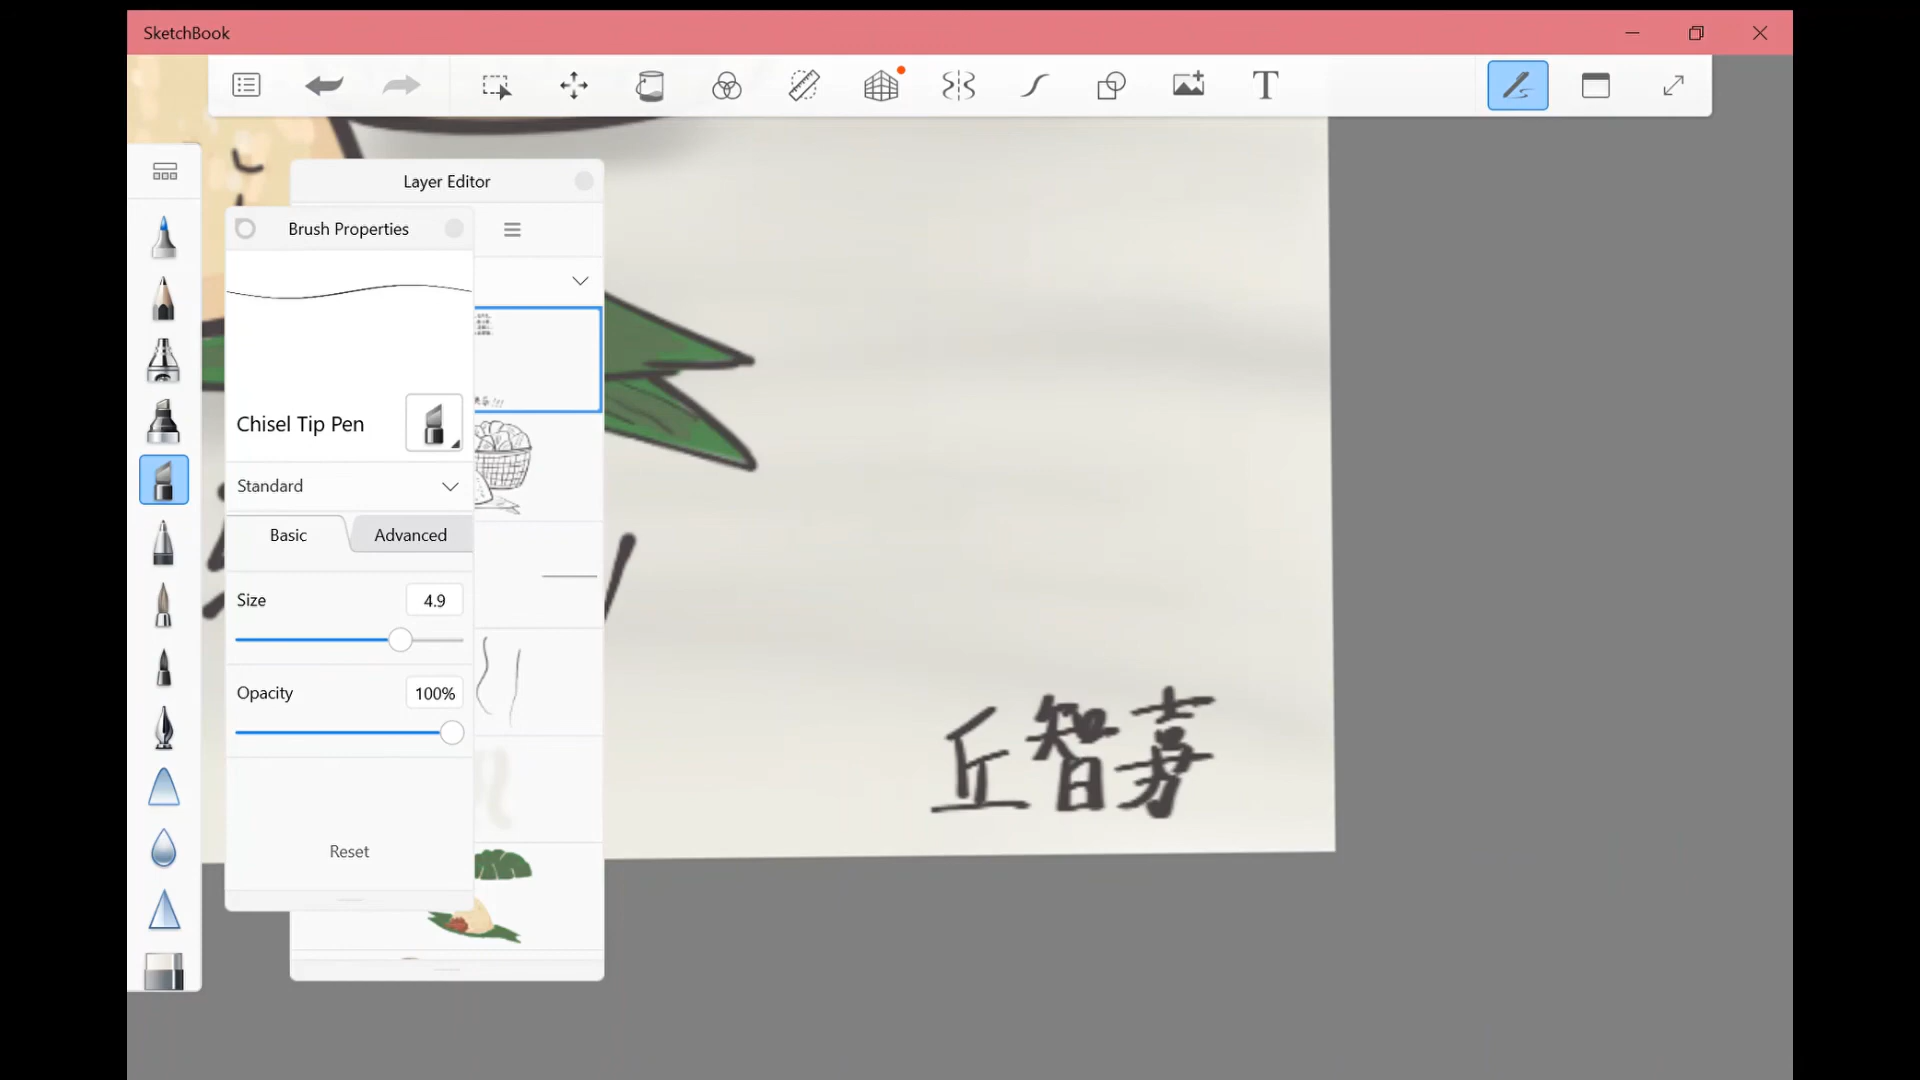 SketchBook
Layer Editor
Brush Properties
Chisel Tip Pen
Standard
Basic
Advanced
Size
4.9
Opacity
100%
Reset
丘智嘉